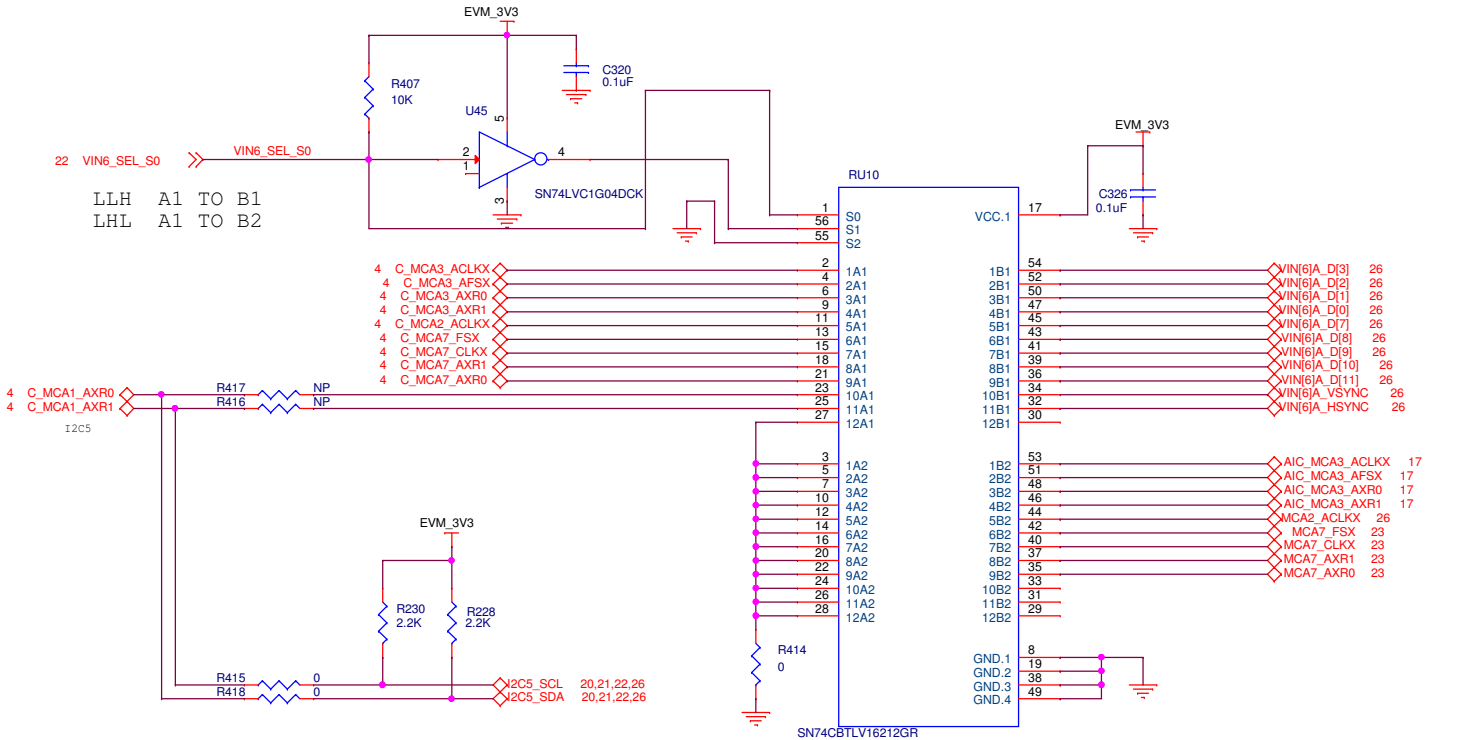 EVM_3V3
C320
0.1uF
R407
10K
U45
5
22 VIN6_SEL_S0
VIN6_SEL_S0
2
1
4
3
SN74LVC1G04DCK
LLH A1 TO B1
LHL A1 TO B2
EVM_3V3
C326
0.1uF
RU10
1 S0 VCC.1 17
56 S1
55 S2
4 C_MCA3_ACLKX 2 1A1 1B1 54 VIN[6]A_D[3] 26
4 C_MCA3_AFSX 4 2A1 2B1 52 VIN[6]A_D[2] 26
4 C_MCA3_AXR0 6 3A1 3B1 50 VIN[6]A_D[1] 26
4 C_MCA3_AXR1 9 4A1 4B1 47 VIN[6]A_D[0] 26
4 C_MCA2_ACLKX 11 5A1 5B1 45 VIN[6]A_D[7] 26
4 C_MCA7_FSX 13 6A1 6B1 43 VIN[6]A_D[8] 26
4 C_MCA7_CLKX 15 7A1 7B1 41 VIN[6]A_D[9] 26
4 C_MCA7_AXR1 18 8A1 8B1 39 VIN[6]A_D[10] 26
4 C_MCA7_AXR0 21 9A1 9B1 36 VIN[6]A_D[11] 26
4 C_MCA1_AXR0 R417 NP 23 10A1 10B1 34 VIN[6]A_VSYNC 26
4 C_MCA1_AXR1 R416 NP 25 11A1 11B1 32 VIN[6]A_HSYNC 26
I2C5
27 12A1 12B1 30
3 1A2 1B2 53 AIC_MCA3_ACLKX 17
5 2A2 2B2 51 AIC_MCA3_AFSX 17
7 3A2 3B2 48 AIC_MCA3_AXR0 17
10 4A2 4B2 46 AIC_MCA3_AXR1 17
12 5A2 5B2 44 MCA2_ACLKX 26
14 6A2 6B2 42 MCA7_FSX 23
16 7A2 7B2 40 MCA7_CLKX 23
20 8A2 8B2 37 MCA7_AXR1 23
22 9A2 9B2 35 MCA7_AXR0 23
24 10A2 10B2 33
26 11A2 11B2 31
28 12A2 12B2 29
EVM_3V3
R230
2.2K
R228
2.2K
R414
0
GND.1 8
GND.2 19
GND.3 38
GND.4 49
R415 0 I2C5_SCL 20,21,22,26
R418 0 I2C5_SDA 20,21,22,26
SN74CBTLV16212GR